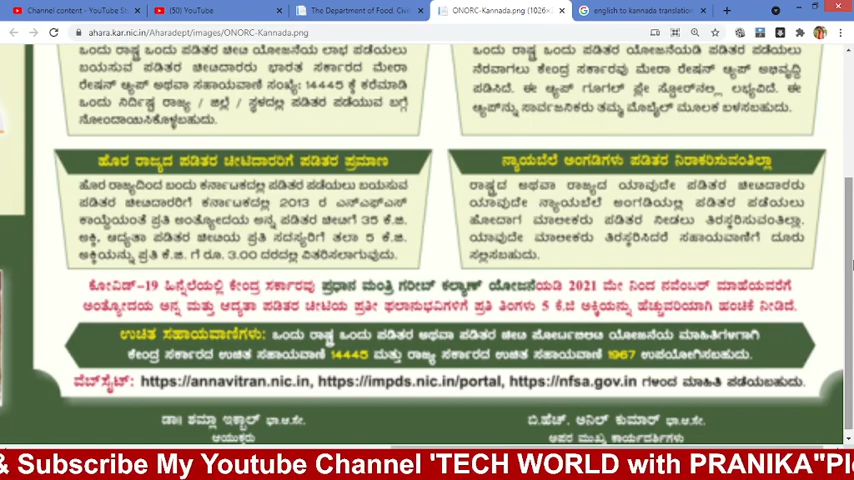 Channel content - YouTube St
(50) YouTube
The Department of Food, Civil
ONORC-Kannada.png (1026×
english to kannada translation
ahara.kar.nic.in/Aharadept/images/ONORC-Kannada.png
ಒಂದು ರಾಷ್ಟ್ರ ಒಂದು ಪಡಿತರ ಚೀಟಿ ಯೋಜನೆಯ ಲಾಭ ಪಡೆಯಲು
ಬಯಸುವ ಪಡಿತರ ಚೀಟಿದಾರರು ಭಾರತ ಸರ್ಕಾರದ ಮೇರಾ
ರೇಷನ್ ಆ್ಯಪ್ ಅಥವಾ ಸಹಾಯವಾಣಿ ಸಂಖ್ಯೆ: 14445 ಕ್ಕೆ ಕರೆಮಾಡಿ
ಒಂದು ನಿರ್ದಿಷ್ಟ ರಾಜ್ಯ / ಜಿಲ್ಲೆ / ಸ್ಥಳದಲ್ಲಿ ಪಡಿತರ ಪಡೆಯುವ ಬಗ್ಗೆ
ನೋಂದಾಯಿಸಿಕೊಳ್ಳಬಹುದು.
ಒಂದು ರಾಷ್ಟ್ರ ಒಂದು ಪಡಿತರ ಯೋಜನೆಯಡಿ ಪಡಿತರ ಪಡೆಯಲು
ನೆರವಾಗಲು ಕೇಂದ್ರ ಸರ್ಕಾರವು ಮೇರಾ ರೇಷನ್ ಆ್ಯಪ್ ಅಭಿವೃದ್ಧಿ
ಪಡಿಸಿದೆ. ಈ ಆ್ಯಪ್ ಗೂಗಲ್ ಪ್ಲೇ ಸ್ಟೋರ್‌ನಲ್ಲಿ ಲಭ್ಯವಿದೆ. ಈ
ಆ್ಯಪ್‌ನ್ನು ಸಾರ್ವಜನಿಕರು ತಮ್ಮ ಮೊಬೈಲ್ ಮೂಲಕ ಬಳಸಬಹುದು.
ಹೊರ ರಾಜ್ಯದ ಪಡಿತರ ಚೀಟಿದಾರರಿಗೆ ಪಡಿತರ ಪ್ರಮಾಣ
ಹೊರ ರಾಜ್ಯದಿಂದ ಬಂದು ಕರ್ನಾಟಕದಲ್ಲಿ ಪಡಿತರ ಪಡೆಯಲು ಬಯಸುವ
ಪಡಿತರ ಚೀಟಿದಾರರಿಗೆ ಕರ್ನಾಟಕದಲ್ಲಿ 2013 ರ ಎನ್‌ಎಫ್‌ಎಸ್
ಕಾಯ್ದೆಯಂತೆ ಪ್ರತಿ ಅಂತ್ಯೋದಯ ಅನ್ನ ಪಡಿತರ ಚೀಟಿಗೆ 35 ಕೆ.ಜಿ.
ಅಕ್ಕಿ, ಆದ್ಯತಾ ಪಡಿತರ ಚೀಟಿಯ ಪ್ರತಿ ಸದಸ್ಯರಿಗೆ ತಲಾ 5 ಕೆ.ಜಿ.
ಅಕ್ಕಿಯನ್ನು ಪ್ರತಿ ಕೆ.ಜಿ. ಗೆ ರೂ. 3.00 ದರದಲ್ಲಿ ವಿತರಿಸಲಾಗುವುದು.
ನ್ಯಾಯಬೆಲೆ ಅಂಗಡಿಗಳು ಪಡಿತರ ನಿರಾಕರಿಸುವಂತಿಲ್ಲಾ
ರಾಷ್ಟ್ರದ ಅಥವಾ ರಾಜ್ಯದ ಯಾವುದೇ ಪಡಿತರ ಚೀಟಿದಾರರು
ಯಾವುದೇ ನ್ಯಾಯಬೆಲೆ ಅಂಗಡಿಯಲ್ಲಿ ಪಡಿತರ ಪಡೆಯಲು
ಹೋದಾಗ ಮಾಲೀಕರು ಪಡಿತರ ನೀಡಲು ತಿರಸ್ಕರಿಸುವಂತಿಲ್ಲಾ.
ಯಾವುದೇ ಮಾಲೀಕರು ತಿರಸ್ಕರಿಸಿದರೆ ಸಹಾಯವಾಣಿಗೆ ದೂರು
ಸಲ್ಲಿಸಬಹುದು.
ಕೋವಿಡ್-19 ಹಿನ್ನೆಲೆಯಲ್ಲಿ ಕೇಂದ್ರ ಸರ್ಕಾರವು ಪ್ರಧಾನ ಮಂತ್ರಿ ಗರೀಬ್ ಕಲ್ಯಾಣ್ ಯೋಜನೆಯಡಿ 2021 ಮೇ ನಿಂದ ನವೆಂಬರ್ ಮಾಹೆಯವರೆಗೆ
ಅಂತ್ಯೋದಯ ಅನ್ನ ಮತ್ತು ಆದ್ಯತಾ ಪಡಿತರ ಚೀಟಿಯ ಪ್ರತೀ ಫಲಾನುಭವಿಗಳಿಗೆ ಪ್ರತಿ ತಿಂಗಳು 5 ಕೆ.ಜಿ ಅಕ್ಕಿಯನ್ನು ಹೆಚ್ಚುವರಿಯಾಗಿ ಹಂಚಿಕೆ ನೀಡಿದೆ.
ಉಚಿತ ಸಹಾಯವಾಣಿಗಳು: ಒಂದು ರಾಷ್ಟ್ರ ಒಂದು ಪಡಿತರ ಅಥವಾ ಪಡಿತರ ಚೀಟಿ ಪೋರ್ಟಬಿಲಿಟಿ ಯೋಜನೆಯ ಮಾಹಿತಿಗಳಿಗಾಗಿ
ಕೇಂದ್ರ ಸರ್ಕಾರದ ಉಚಿತ ಸಹಾಯವಾಣಿ 14445 ಮತ್ತು ರಾಜ್ಯ ಸರ್ಕಾರದ ಉಚಿತ ಸಹಾಯವಾಣಿ 1967 ಉಪಯೋಗಿಸಬಹುದು.
ವೆಬ್‌ಸೈಟ್: https://annavitran.nic.in, https://impds.nic.in/portal, https://nfsa.gov.in ಗಳಿಂದ ಮಾಹಿತಿ ಪಡೆಯಬಹುದು.
ಡಾ॥ ಶಮ್ಲಾ ಇಕ್ಬಾಲ್ ಭಾ.ಆ.ಸೇ.
ಆಯುಕ್ತರು
ಬಿ.ಹೆಚ್. ಅನಿಲ್ ಕುಮಾರ್ ಭಾ.ಆ.ಸೇ.
ಅಪರ ಮುಖ್ಯ ಕಾರ್ಯದರ್ಶಿಗಳು
& Subscribe My Youtube Channel 'TECH WORLD with PRANIKA"Ple